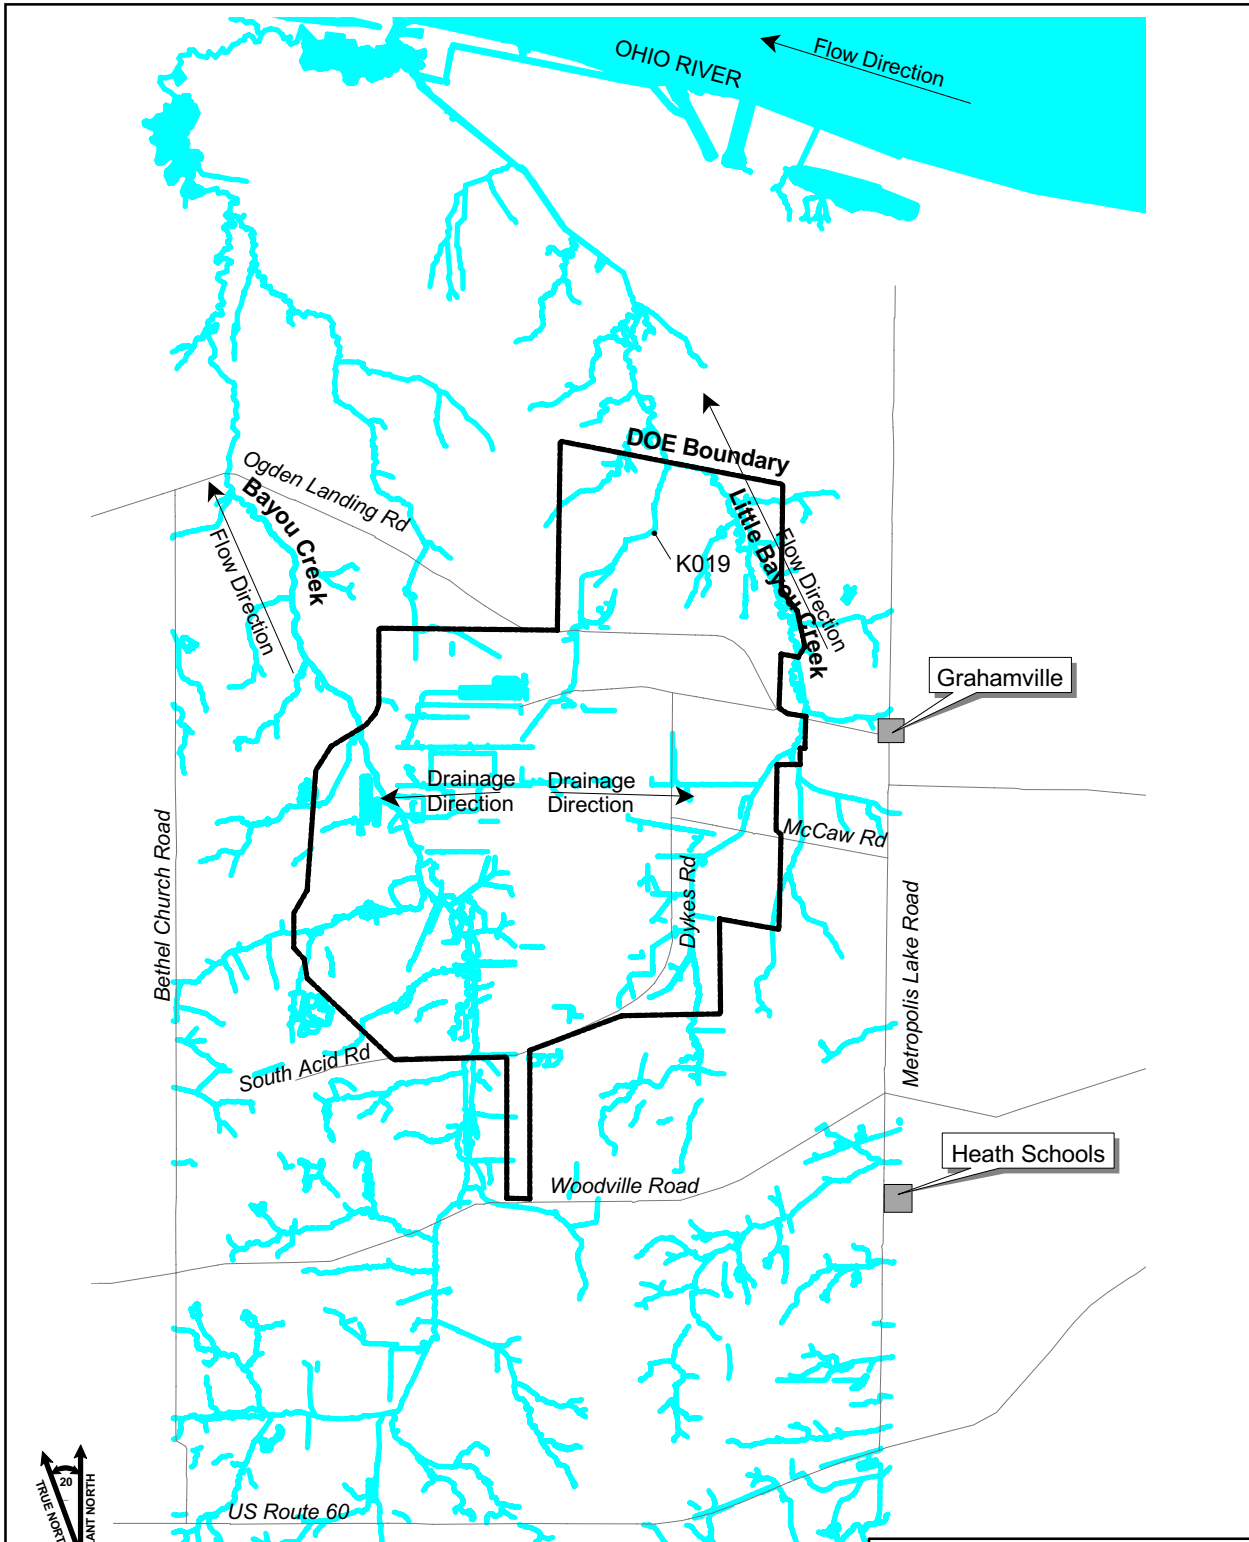 OHIO RIVER
Flow Direction
DOE Boundary
Ogden Landing Rd
Bayou Creek
Flow Direction
Little Bayou Creek
Flow Direction
K019
Grahamville
Drainage
Direction
Drainage
Direction
McCaw Rd
Dykes Rd
Bethel Church Road
Metropolis Lake Road
South Acid Rd
Heath Schools
Woodville Road
US Route 60
20
TRUE NORT
ANT NORTH